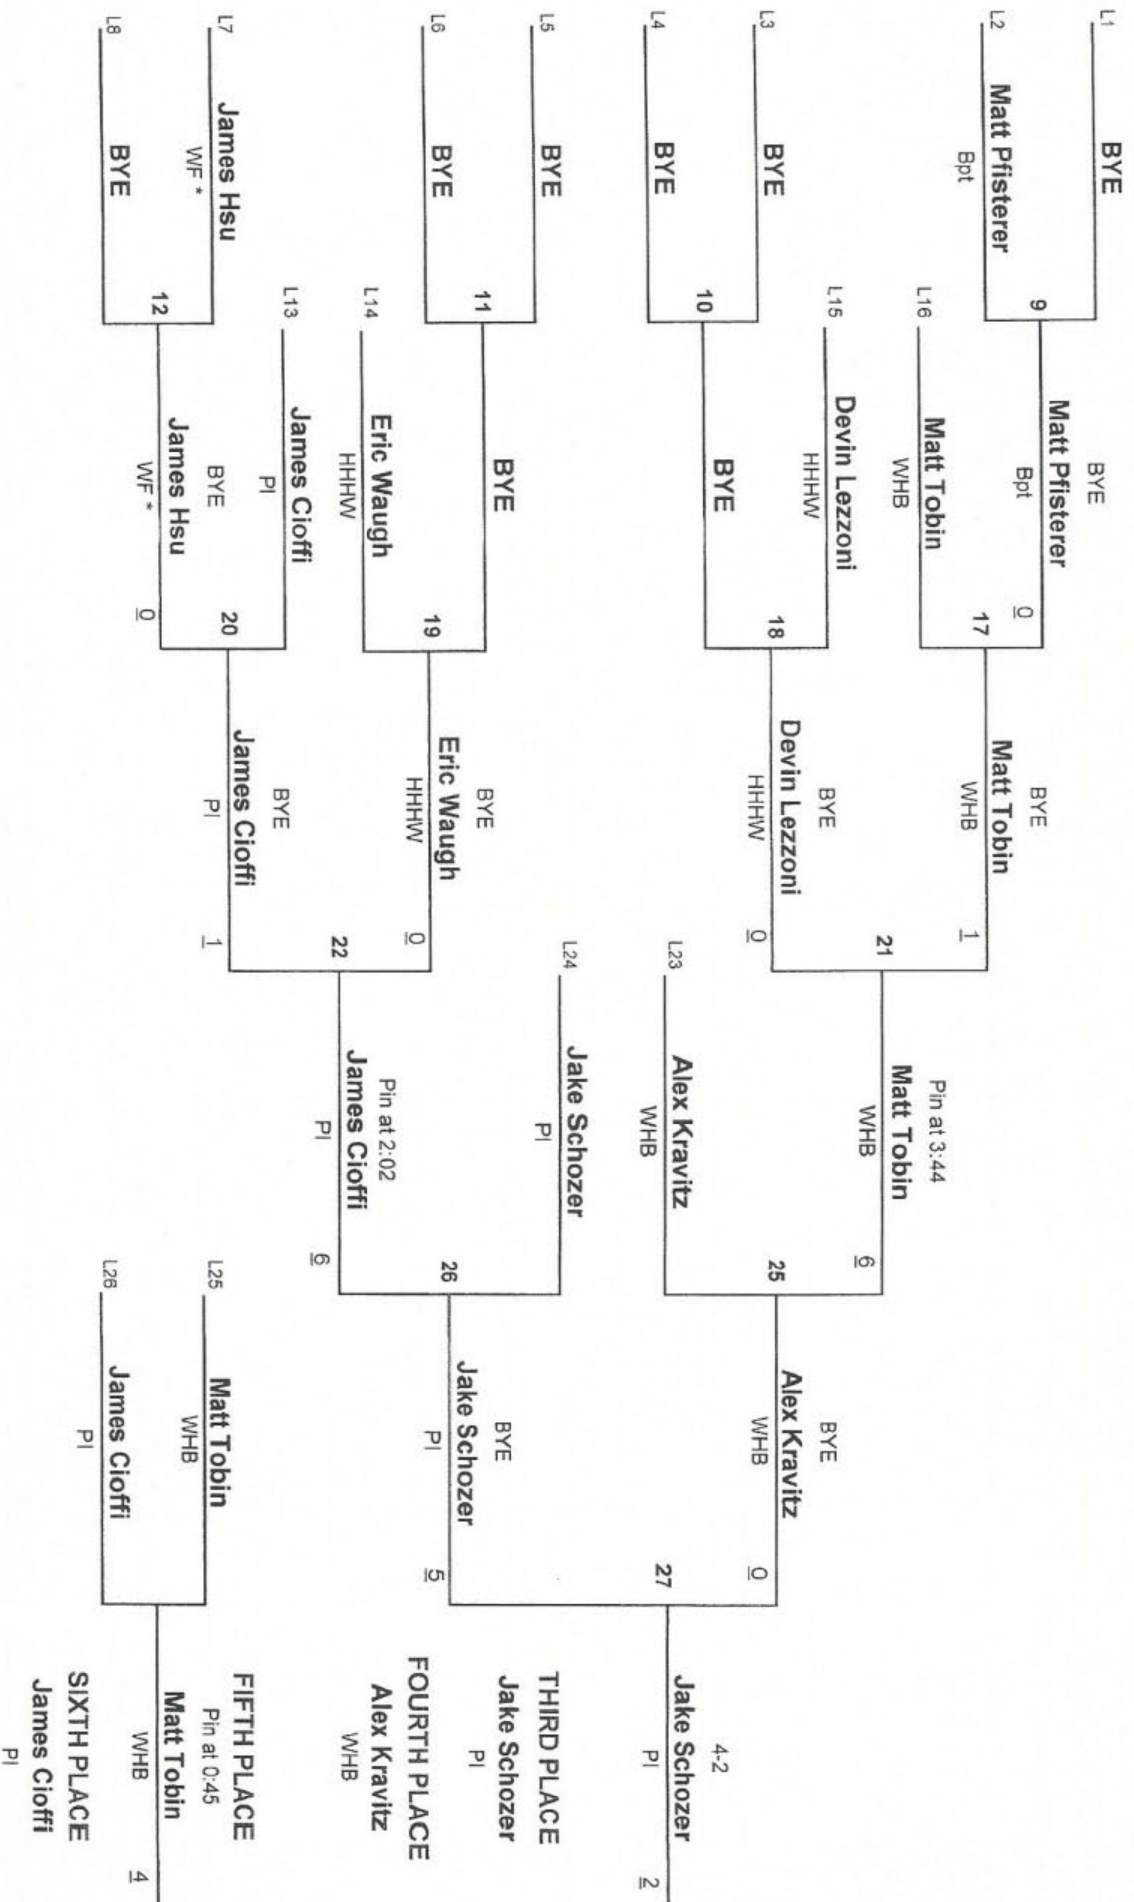 L1
BYE
L2
Matt Pfisterer
Bpt
9
BYE
Matt Pfisterer
Bpt
0
L16
Matt Tobin
WHB
17
BYE
Matt Tobin
WHB
1
L3
BYE
L4
BYE
10
L15
Devin Lezzoni
HHHW
BYE
18
BYE
Devin Lezzoni
HHHW
0
21
Pin at 3:44
Matt Tobin
WHB
6
L23
Alex Kravitz
WHB
25
BYE
Alex Kravitz
WHB
0
L5
BYE
L6
BYE
11
BYE
L14
Eric Waugh
HHHW
19
BYE
Eric Waugh
HHHW
0
L7
James Hsu
WF *
L8
BYE
12
L13
James Cioffi
PI
BYE
James Hsu
WF *
0
20
BYE
James Cioffi
PI
1
22
L24
Jake Schozer
PI
Pin at 2:02
James Cioffi
PI
6
26
BYE
Jake Schozer
PI
5
27
4-2
Jake Schozer
PI
2
THIRD PLACE
Jake Schozer
PI
FOURTH PLACE
Alex Kravitz
WHB
L25
Matt Tobin
WHB
L26
James Cioffi
PI
FIFTH PLACE
Pin at 0:45
Matt Tobin
WHB
4
SIXTH PLACE
James Cioffi
PI